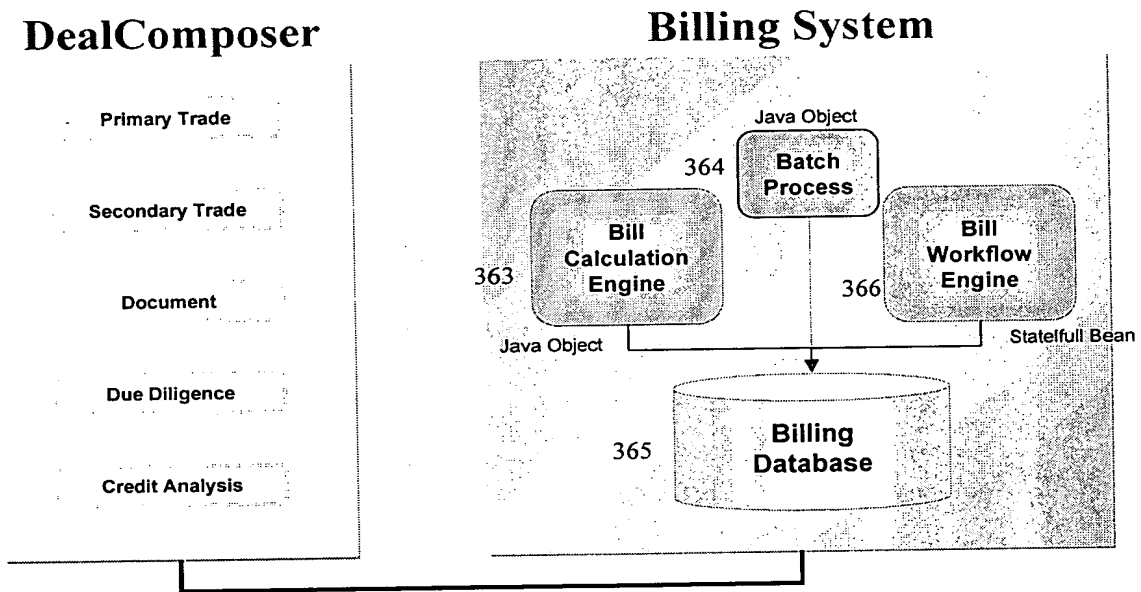 DealComposer
Primary Trade
Secondary Trade
Document
Due Diligence
Credit Analysis
Billing System
Java Object
364
Batch
Process
Bill
Calculation
Engine
363
Java Object
Bill
Workflow
Engine
366
Statelfull Bean
365
Billing
Database